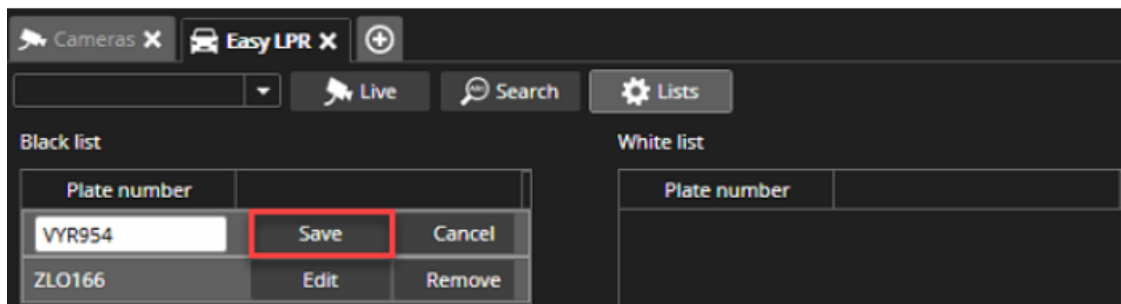 Cameras Easy LPR
Live Search Lists
Black list White list
Plate number Plate number
VYR954 Save Cancel
ZLO166 Edit Remove